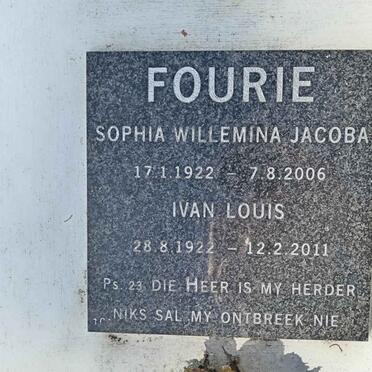 FOURIE
SOPHIA WILLEMINA JACOBA
17.1.1922 – 7.8.2006
IVAN LOUIS
28.8.1922 – 12.2.2011
PS. 23 DIE HEER IS MY HERDER
NIKS SAL MY ONTBREEK NIE